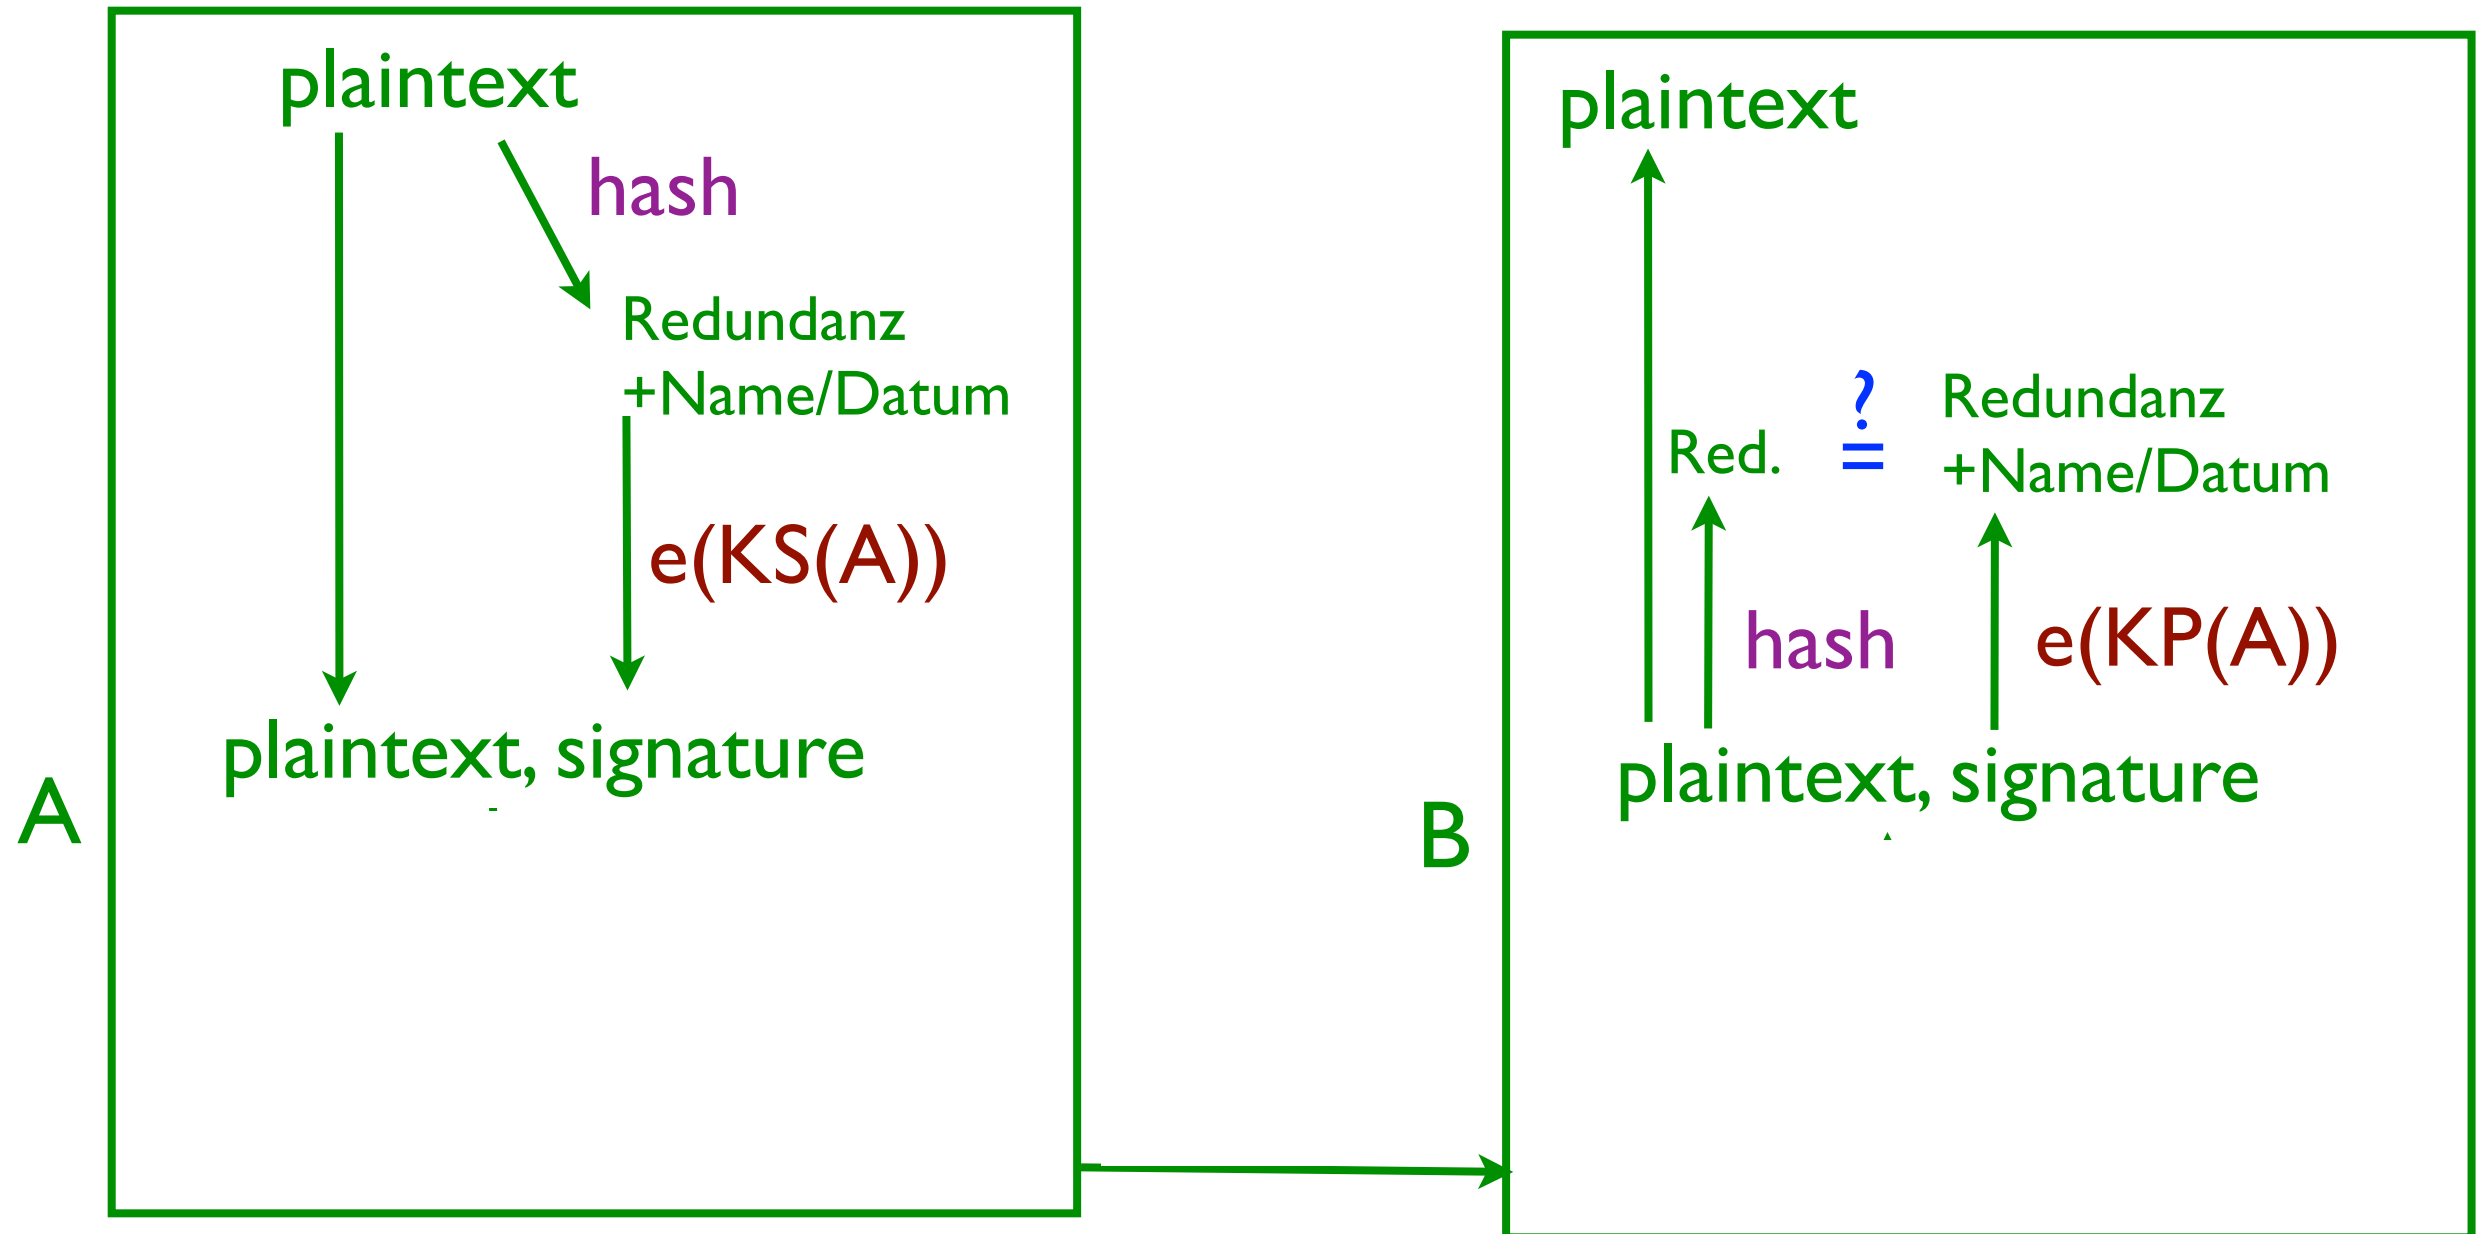 plaintext
hash
Redundanz
+Name/Datum
e(KS(A))
plaintext, signature
A
plaintext
Red.
?
=
Redundanz
+Name/Datum
hash
e(KP(A))
plaintext, signature
B